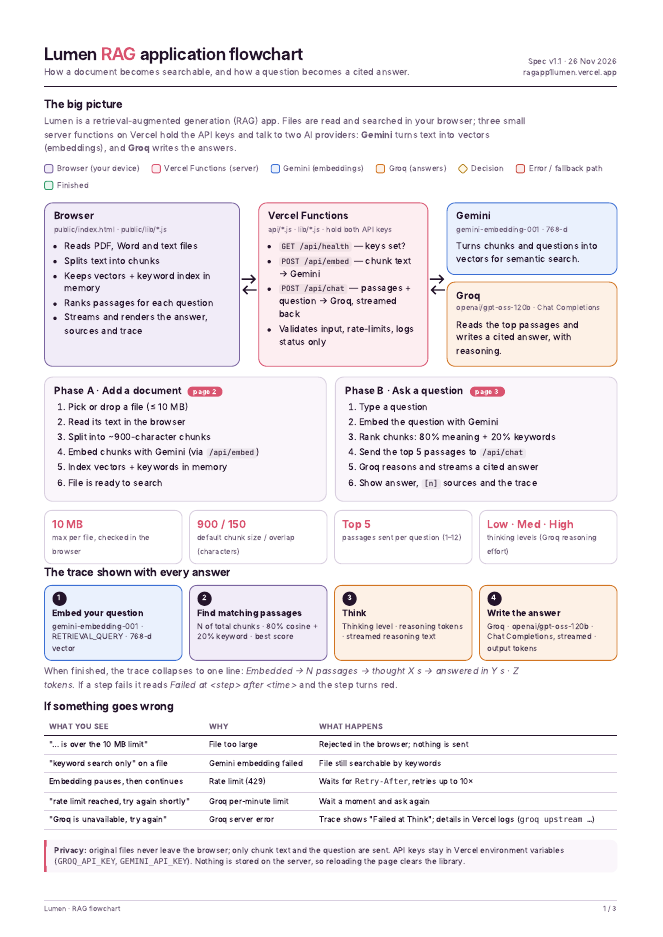 Lumen RAG application flowchart
How a document becomes searchable, and how a question becomes a cited answer.
Spec v1.1 · 26 Nov 2026
ragapp1lumen.vercel.app
The big picture
Lumen is a retrieval-augmented generation (RAG) app. Files are read and searched in your browser; three small
server functions on Vercel hold the API keys and talk to two AI providers: Gemini turns text into vectors
(embeddings), and Groq writes the answers.
Browser (your device) Vercel Functions (server) Gemini (embeddings) Groq (answers) Decision Error / fallback path
Finished
Browser
public/index.html · public/lib/*.js
• Reads PDF, Word and text files
• Splits text into chunks
• Keeps vectors + keyword index in
memory
• Ranks passages for each question
• Streams and renders the answer,
sources and trace
→
←
Vercel Functions
api/*.js · lib/*.js · hold both API keys
• GET /api/health — keys set?
• POST /api/embed — chunk text
→ Gemini
• POST /api/chat — passages +
question → Groq, streamed
back
• Validates input, rate-limits, logs
status only
→
←
Gemini
gemini-embedding-001 · 768-d
Turns chunks and questions into
vectors for semantic search.
Groq
openai/gpt-oss-120b · Chat Completions
Reads the top passages and
writes a cited answer, with
reasoning.
Phase A · Add a document page 2
1. Pick or drop a file (≤ 10 MB)
2. Read its text in the browser
3. Split into ~900-character chunks
4. Embed chunks with Gemini (via /api/embed)
5. Index vectors + keywords in memory
6. File is ready to search
Phase B · Ask a question page 3
1. Type a question
2. Embed the question with Gemini
3. Rank chunks: 80% meaning + 20% keywords
4. Send the top 5 passages to /api/chat
5. Groq reasons and streams a cited answer
6. Show answer, [n] sources and the trace
10 MB
max per file, checked in the
browser
900 / 150
default chunk size / overlap
(characters)
Top 5
passages sent per question (1–12)
Low · Med · High
thinking levels (Groq reasoning
effort)
The trace shown with every answer
1
Embed your question
gemini-embedding-001 ·
RETRIEVAL_QUERY · 768-d
vector
2
Find matching passages
N of total chunks · 80% cosine +
20% keyword · best score
3
Think
Thinking level · reasoning tokens
· streamed reasoning text
4
Write the answer
Groq · openai/gpt-oss-120b ·
Chat Completions, streamed ·
output tokens
When finished, the trace collapses to one line: Embedded → N passages → thought X s → answered in Y s · Z
tokens. If a step fails it reads Failed at <step> after <time> and the step turns red.
If something goes wrong
WHAT YOU SEE WHY WHAT HAPPENS
"... is over the 10 MB limit" File too large Rejected in the browser; nothing is sent
"keyword search only" on a file Gemini embedding failed File still searchable by keywords
Embedding pauses, then continues Rate limit (429) Waits for Retry-After, retries up to 10×
"rate limit reached, try again shortly" Groq per-minute limit Wait a moment and ask again
"Groq is unavailable, try again" Groq server error Trace shows "Failed at Think"; details in Vercel logs (groq upstream …)
Privacy: original files never leave the browser; only chunk text and the question are sent. API keys stay in Vercel environment variables
(GROQ_API_KEY, GEMINI_API_KEY). Nothing is stored on the server, so reloading the page clears the library.
Lumen · RAG flowchart
1 / 3